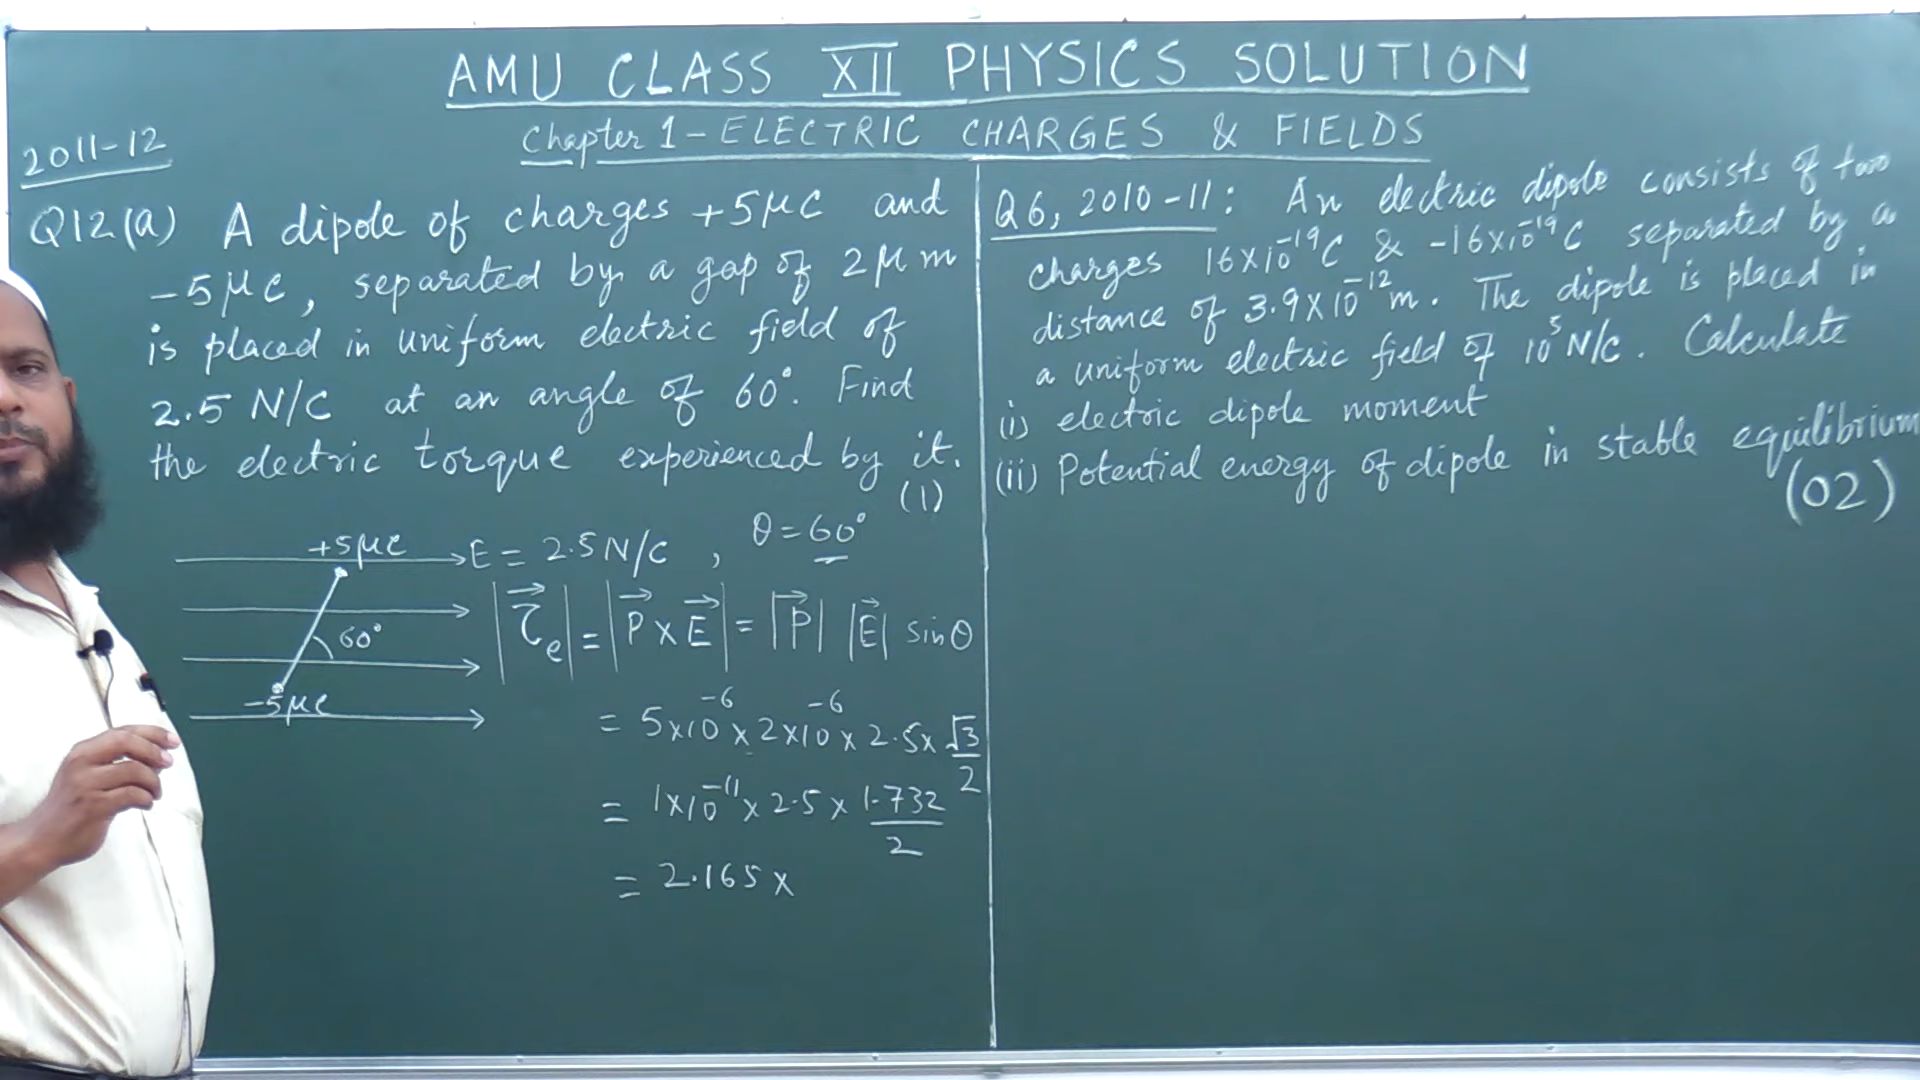 AMU CLASS XII PHYSICS SOLUTION
Chapter 1 - ELECTRIC CHARGES & FIELDS
2011-12
Q12(a) A dipole of charges +5μC and
-5μC, separated by a gap of 2μm
is placed in uniform electric field of
2.5 N/C at an angle of 60°. Find
the electric torque experienced by it.
(1)
+5μC
E = 2.5 N/C , θ = 60°
60°
-5μC
|τ⃗e| = |P⃗ × E⃗| = |P⃗| |E⃗| sinθ
= 5×10⁻⁶ × 2×10⁻⁶ × 2.5 × √3/2
= 1×10⁻¹¹ × 2.5 × 1.732/2
= 2.165 ×
Q6, 2010-11: An electric dipole consists of two
charges 16×10⁻¹⁹C & -16×10⁻¹⁹C separated by a
distance of 3.9×10⁻¹²m. The dipole is placed in
a uniform electric field of 10⁵ N/C. Calculate
(i) electric dipole moment
(ii) Potential energy of dipole in stable equilibrium
(02)